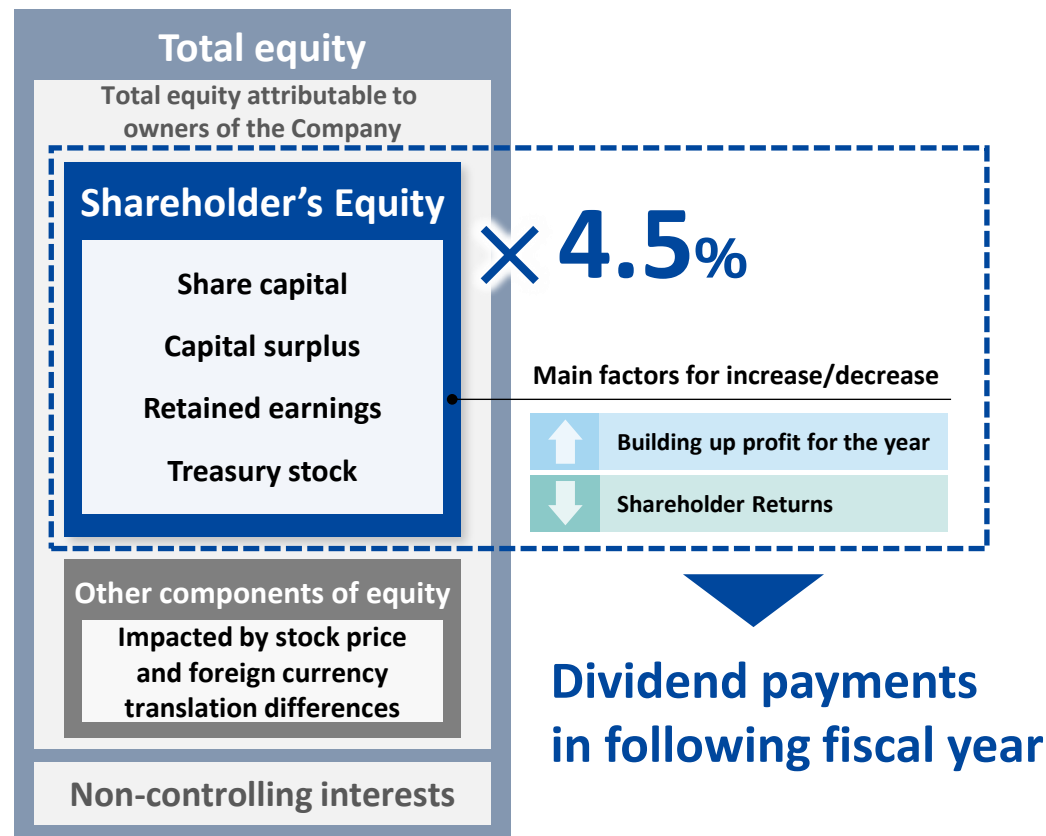 Total equity
Total equity attributable to
owners of the Company
Shareholder’s Equity
Share capital
Capital surplus
Retained earnings
Treasury stock
× 4.5%
Main factors for increase/decrease
Building up profit for the year
Shareholder Returns
Other components of equity
Impacted by stock price
and foreign currency
translation differences
Non-controlling interests
Dividend payments
in following fiscal year